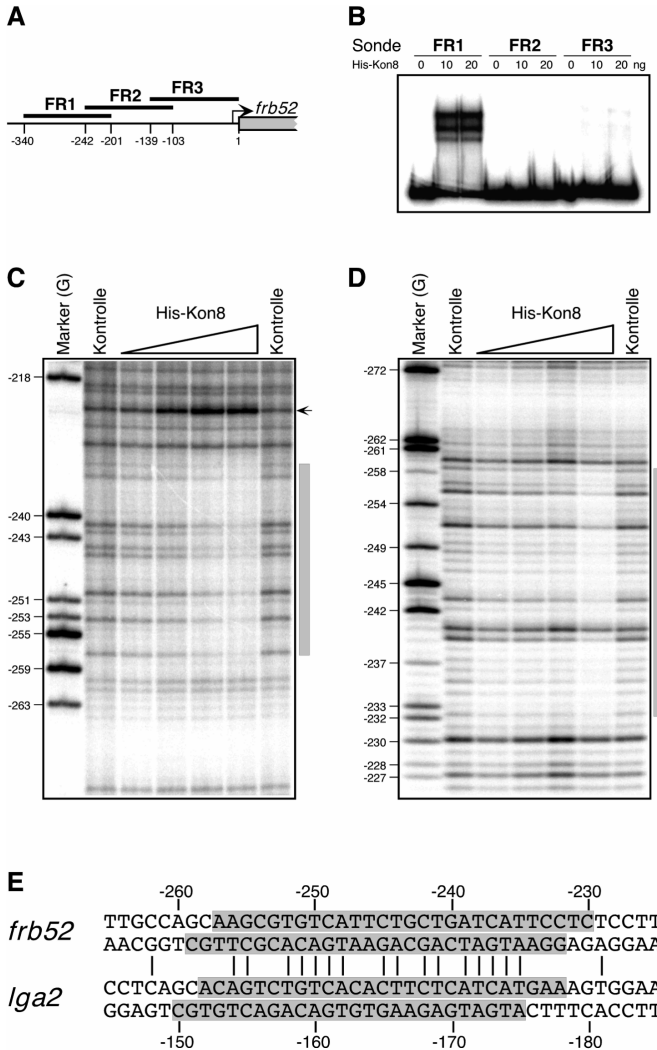 A
FR1
FR2
FR3
frb52
-340
-242
-201
-139
-103
1
B
Sonde FR1 FR2 FR3
His-Kon8 0 10 20 0 10 20 0 10 20 ng
C
Marker (G)
Kontrolle
His-Kon8
Kontrolle
-218
-240
-243
-251
-253
-255
-259
-263
D
Marker (G)
Kontrolle
His-Kon8
Kontrolle
-272
-262
-261
-258
-254
-249
-245
-242
-237
-233
-232
-230
-228
-227
E
-260 -250 -240 -230
frb52
TTGCCAGCAAGCGTGTCATTCTGCTGATCATTCCTCTCCTT
AACGGTCGTTCGCACAGTAAGACGACTAGTAAGGAGAGGAA
lga2
CCTCAGCACAGTCTGTCACACTTCTCATCATGAAAGTGGAA
GGAGTCGTGTCAGACAGTGTGAAGAGTAGTACTTTCACCTT
-150 -160 -170 -180